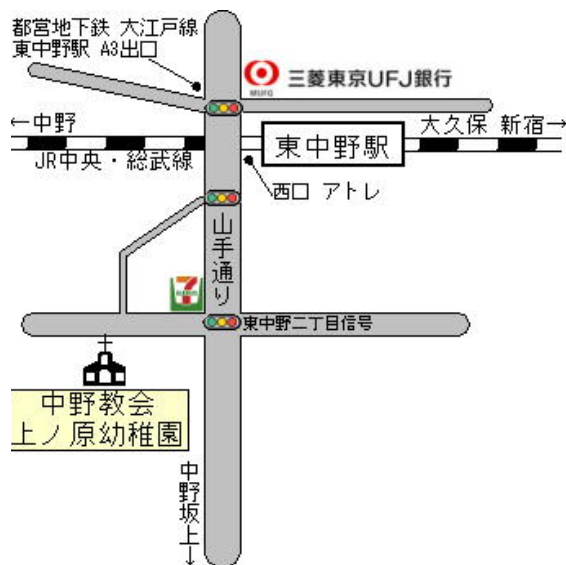 都営地下鉄 大江戸線
東中野駅 A3出口
MUFG
三菱東京UFJ銀行
←中野
大久保 新宿→
東中野駅
JR中央・総武線
西口 アトレ
山手通り
東中野二丁目信号
中野教会
上ノ原幼稚園
中野坂上→